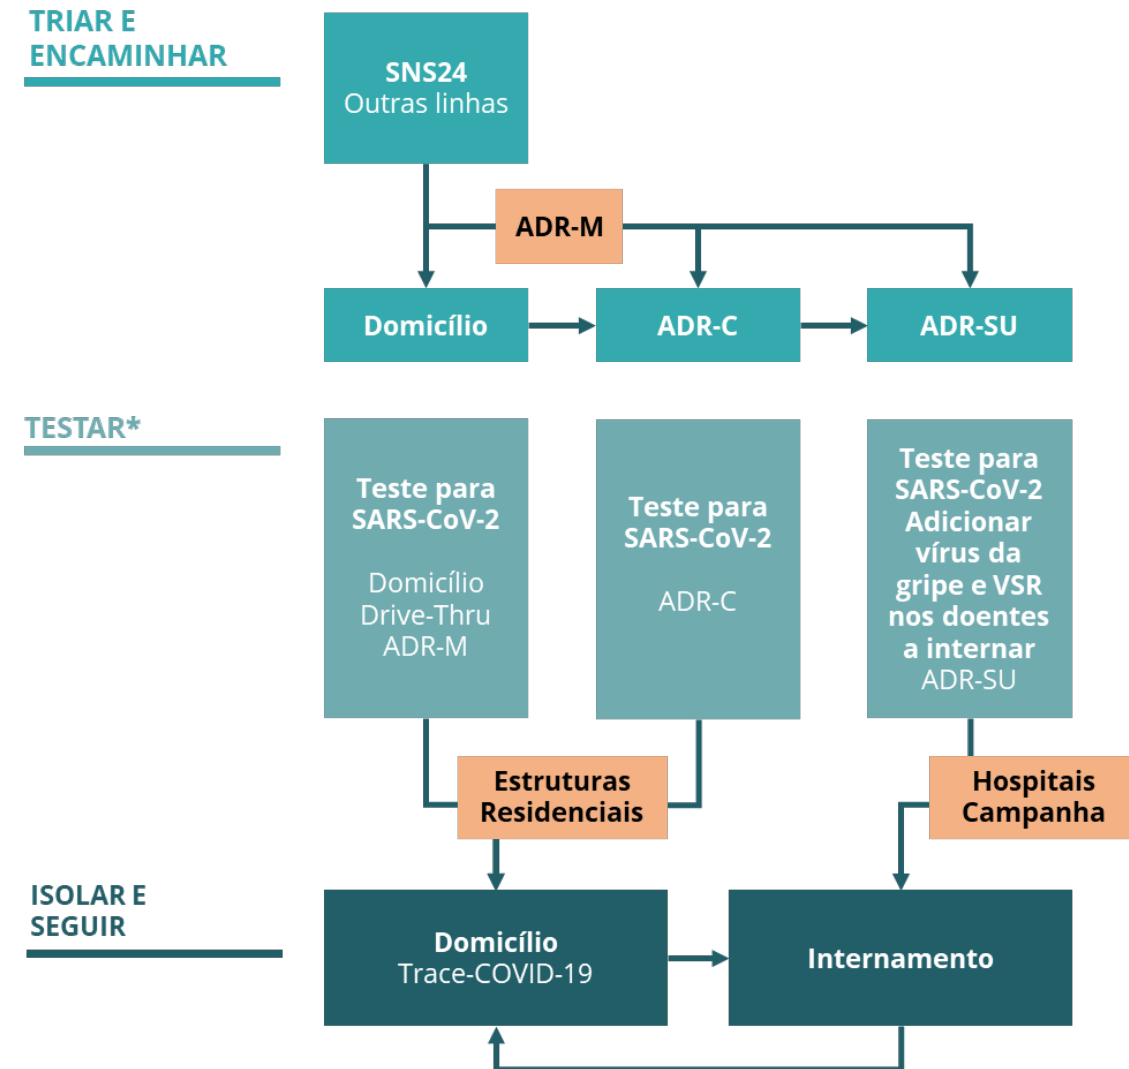 TRIAR E
ENCAMINHAR
SNS24
Outras linhas
ADR-M
Domicílio
ADR-C
ADR-SU
TESTAR*
Teste para
SARS-CoV-2
Domicílio
Drive-Thru
ADR-M
Teste para
SARS-CoV-2
ADR-C
Teste para
SARS-CoV-2
Adicionar
vírus da
gripe e VSR
nos doentes
a internar
ADR-SU
Estruturas
Residenciais
Hospitais
Campanha
ISOLAR E
SEGUIR
Domicílio
Trace-COVID-19
Internamento